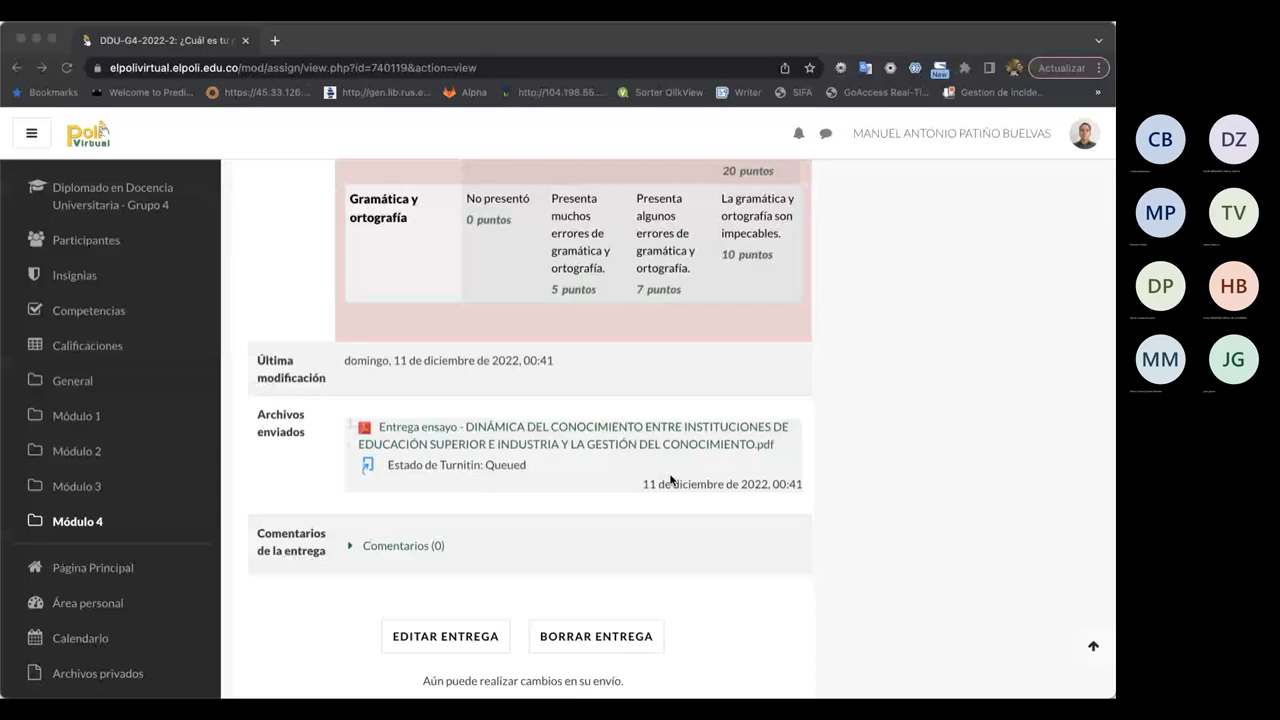 DDU-G4-2022-2: ¿Cuál es tu
elpolivirtual.elpoli.edu.co/mod/assign/view.php?id=740119&action=view
New
Actualizar
Bookmarks
Welcome to Predi...
https://45.33.126....
http://gen.lib.rus.e...
Alpha
http://104.198.55....
Sorter QlikView
Writer
SIFA
GoAccess Real-Ti...
Gestion de incide...
»
Poli
Virtual
MANUEL ANTONIO PATIÑO BUELVAS
Diplomado en Docencia
Universitaria - Grupo 4
Participantes
Insignias
Competencias
Calificaciones
General
Módulo 1
Módulo 2
Módulo 3
Módulo 4
Página Principal
Área personal
Calendario
Archivos privados
20 puntos
Gramática y
ortografía
No presentó
0 puntos
Presenta
muchos
errores de
gramática y
ortografía.
5 puntos
Presenta
algunos
errores de
gramática y
ortografía.
7 puntos
La gramática y
ortografía son
impecables.
10 puntos
Última
modificación
domingo, 11 de diciembre de 2022, 00:41
Archivos
enviados
Entrega ensayo - DINÁMICA DEL CONOCIMIENTO ENTRE INSTITUCIONES DE
EDUCACIÓN SUPERIOR E INDUSTRIA Y LA GESTIÓN DEL CONOCIMIENTO.pdf
Estado de Turnitin: Queued
11 de diciembre de 2022, 00:41
Comentarios
de la entrega
Comentarios (0)
EDITAR ENTREGA
BORRAR ENTREGA
Aún puede realizar cambios en su envío.
CB
DZ
MP
TV
DP
HB
MM
JG